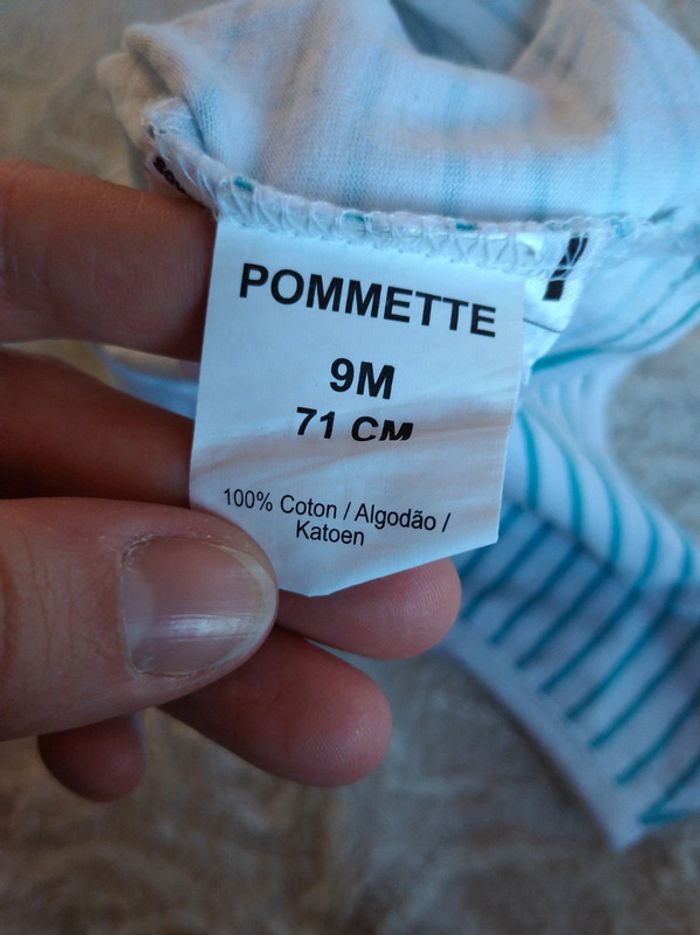 POMMETTE
9M
71 CM
100% Coton / Algodão /
Katoen